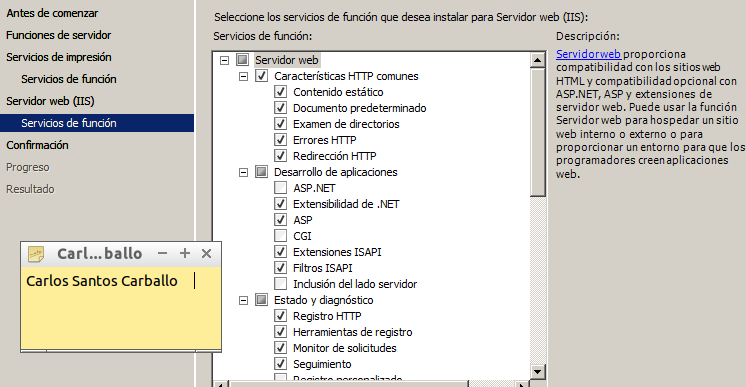 Antes de comenzar
Funciones de servidor
Servicios de impresión
Servicios de función
Servidor web (IIS)
Servicios de función
Confirmación
Progreso
Resultado
Carl...ballo
Carlos Santos Carballo
Seleccione los servicios de función que desea instalar para Servidor web (IIS):
Servicios de función:
Servidor web
Características HTTP comunes
Contenido estático
Documento predeterminado
Examen de directorios
Errores HTTP
Redirección HTTP
Desarrollo de aplicaciones
ASP.NET
Extensibilidad de .NET
ASP
CGI
Extensiones ISAPI
Filtros ISAPI
Inclusión del lado servidor
Estado y diagnóstico
Registro HTTP
Herramientas de registro
Monitor de solicitudes
Seguimiento
Registro personalizado
Descripción:
Servidor web proporciona
compatibilidad con los sitios web
HTML y compatibilidad opcional con
ASP.NET, ASP y extensiones de
servidor web. Puede usar la función
Servidor web para hospedar un sitio
web interno o externo o para
proporcionar un entorno para que los
programadores creen aplicaciones
web.